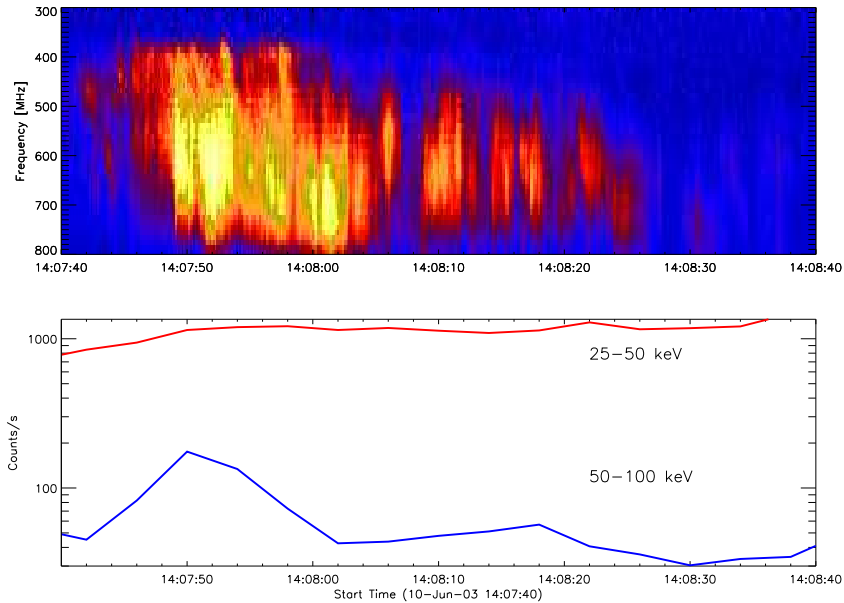 300
400
500
600
700
800
Frequency [MHz]
14:07:40 14:07:50 14:08:00 14:08:10 14:08:20 14:08:30 14:08:40
1000
100
Counts/s
25-50 keV
50-100 keV
14:07:50 14:08:00 14:08:10 14:08:20 14:08:30 14:08:40
Start Time (10-Jun-03 14:07:40)